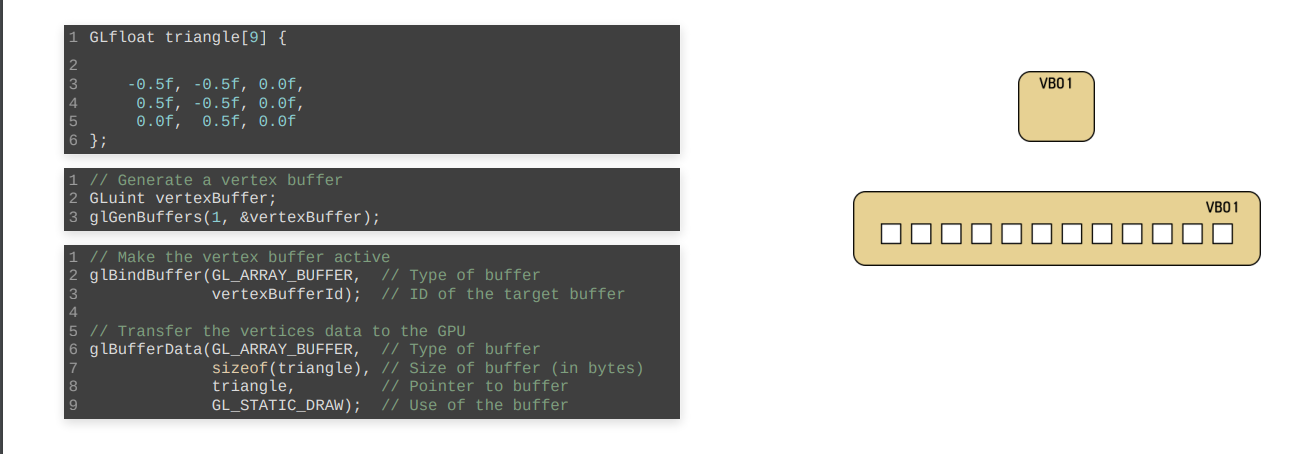 1 GLfloat triangle[9] {
2
3     -0.5f, -0.5f, 0.0f,
4      0.5f, -0.5f, 0.0f,
5      0.0f,  0.5f, 0.0f
6 };
1 // Generate a vertex buffer
2 GLuint vertexBuffer;
3 glGenBuffers(1, &vertexBuffer);
1 // Make the vertex buffer active
2 glBindBuffer(GL_ARRAY_BUFFER,  // Type of buffer
3              vertexBufferId);  // ID of the target buffer
4
5 // Transfer the vertices data to the GPU
6 glBufferData(GL_ARRAY_BUFFER,  // Type of buffer
7              sizeof(triangle), // Size of buffer (in bytes)
8              triangle,         // Pointer to buffer
9              GL_STATIC_DRAW);  // Use of the buffer
VBO1
VBO1